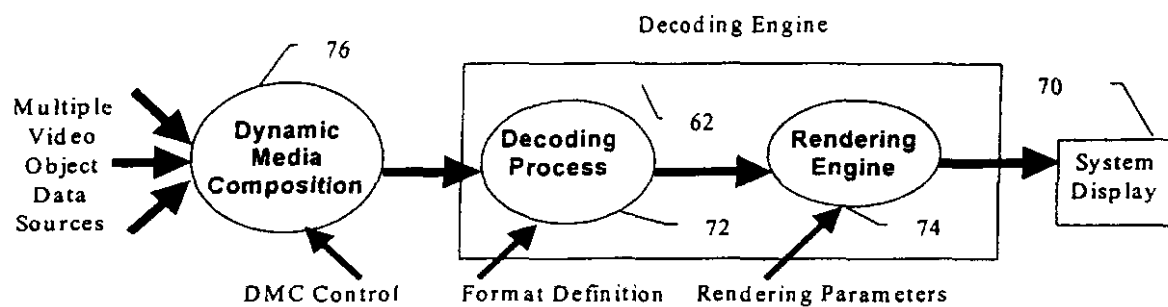 Decoding Engine
76
70
Multiple
Video
Object
Data
Sources
Dynamic
Media
Composition
62
Decoding
Process
Rendering
Engine
System
Display
72
74
DMC Control
Format Definition
Rendering Parameters